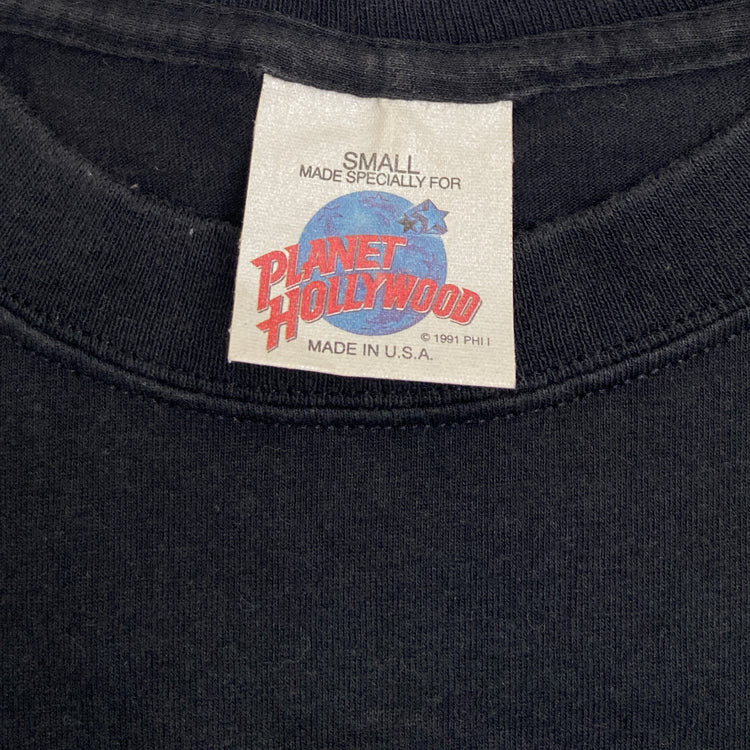 SMALL
MADE SPECIALLY FOR
PLANET
HOLLYWOOD
© 1991 PHI I
MADE IN U.S.A.